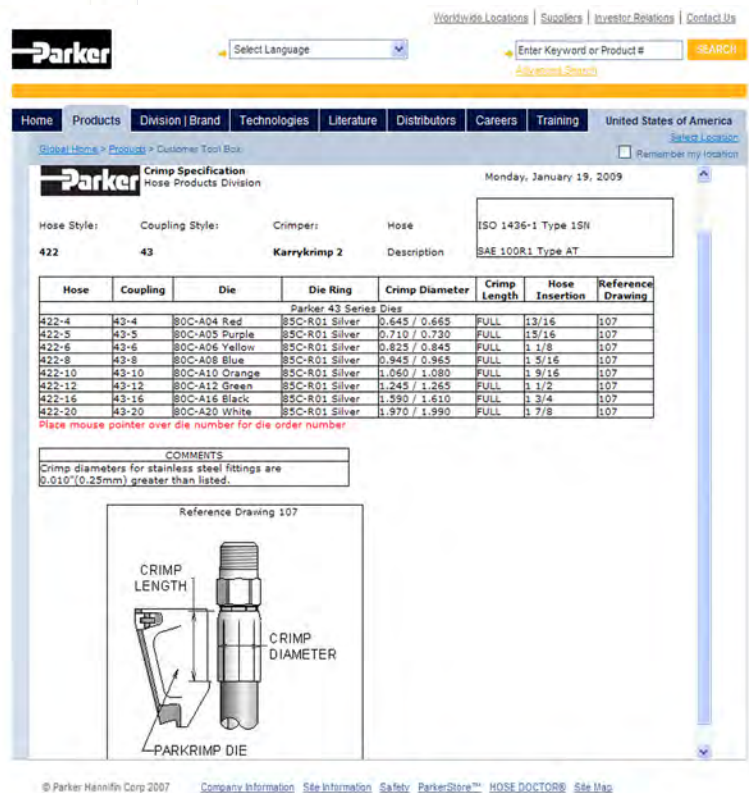 Worldwide Locations | Suppliers | Investor Relations | Contact Us
Parker
Select Language
Enter Keyword or Product #
SEARCH
Advanced Search
Home Products Division | Brand Technologies Literature Distributors Careers Training United States of America
Select Location
Global Home > Products > Customer Tool Box
Remember my location
Parker Crimp Specification Monday, January 19, 2009
Hose Products Division
Hose Style: Coupling Style: Crimper: Hose ISO 1436-1 Type 1SN
422 43 Karrykrimp 2 Description SAE 100R1 Type AT
Hose Coupling Die Die Ring Crimp Diameter Crimp Length Hose Insertion Reference Drawing
Parker 43 Series Dies
422-4 43-4 80C-A04 Red 85C-R01 Silver 0.645 / 0.665 FULL 13/16 107
422-5 43-5 80C-A05 Purple 85C-R01 Silver 0.710 / 0.730 FULL 15/16 107
422-6 43-6 80C-A06 Yellow 85C-R01 Silver 0.825 / 0.845 FULL 1 1/8 107
422-8 43-8 80C-A08 Blue 85C-R01 Silver 0.945 / 0.965 FULL 1 5/16 107
422-10 43-10 80C-A10 Orange 85C-R01 Silver 1.060 / 1.080 FULL 1 9/16 107
422-12 43-12 80C-A12 Green 85C-R01 Silver 1.245 / 1.265 FULL 1 1/2 107
422-16 43-16 80C-A16 Black 85C-R01 Silver 1.590 / 1.610 FULL 1 3/4 107
422-20 43-20 80C-A20 White 85C-R01 Silver 1.970 / 1.990 FULL 1 7/8 107
Place mouse pointer over die number for die order number
COMMENTS
Crimp diameters for stainless steel fittings are
0.010"(0.25mm) greater than listed.
Reference Drawing 107
CRIMP
LENGTH
CRIMP
DIAMETER
PARKRIMP DIE
© Parker Hannifin Corp 2007 Company Information Site Information Safety ParkerStore™ HOSE DOCTOR® Site Map